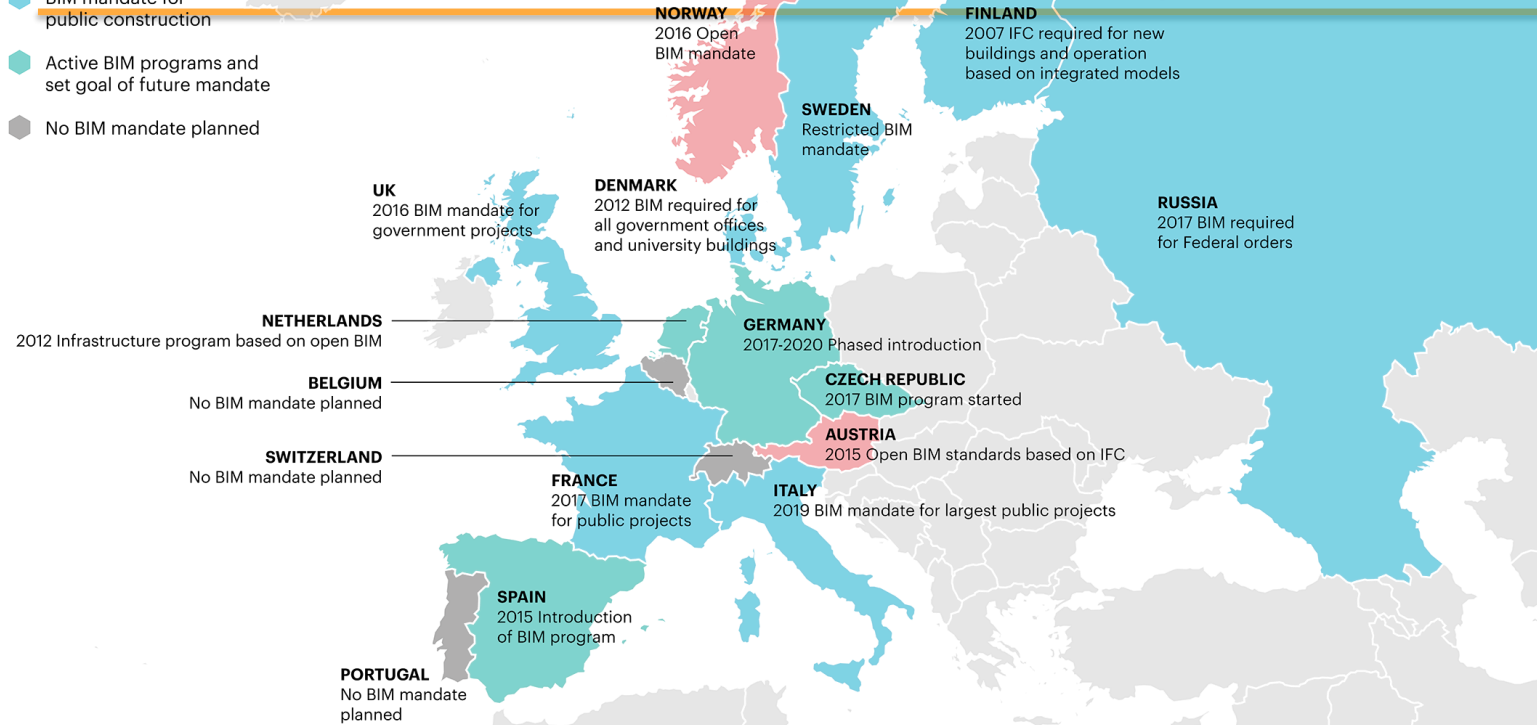 BIM mandate for
public construction
Active BIM programs and
set goal of future mandate
No BIM mandate planned
NORWAY
2016 Open
BIM mandate
FINLAND
2007 IFC required for new
buildings and operation
based on integrated models
SWEDEN
Restricted BIM
mandate
UK
2016 BIM mandate for
government projects
DENMARK
2012 BIM required for
all government offices
and university buildings
RUSSIA
2017 BIM required
for Federal orders
NETHERLANDS
2012 Infrastructure program based on open BIM
GERMANY
2017-2020 Phased introduction
BELGIUM
No BIM mandate planned
CZECH REPUBLIC
2017 BIM program started
AUSTRIA
2015 Open BIM standards based on IFC
SWITZERLAND
No BIM mandate planned
FRANCE
2017 BIM mandate
for public projects
ITALY
2019 BIM mandate for largest public projects
SPAIN
2015 Introduction
of BIM program
PORTUGAL
No BIM mandate
planned